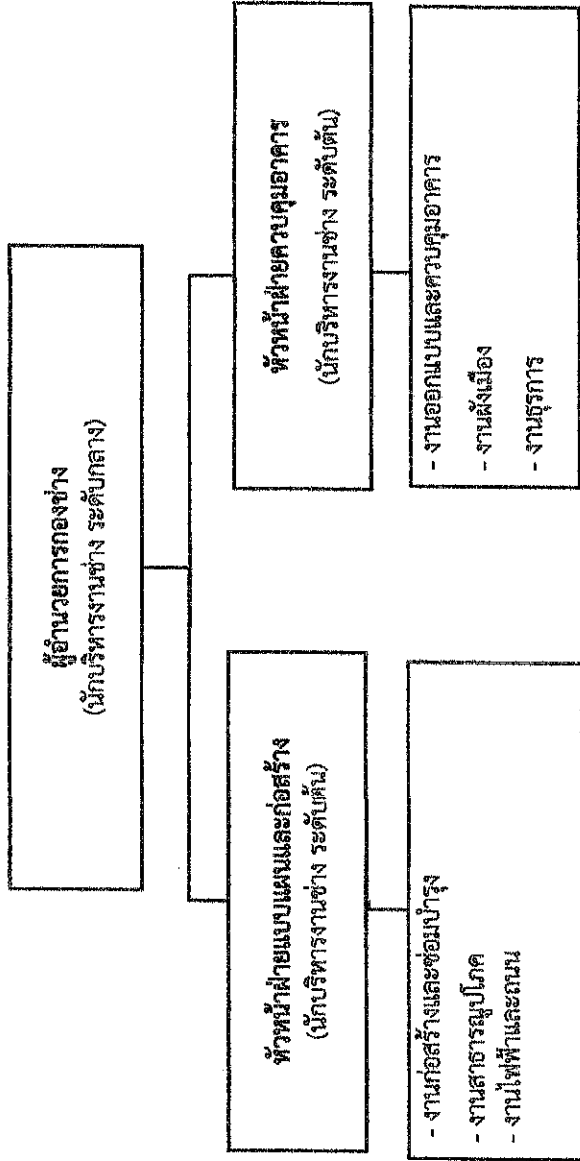 ผู้อำนวยการกองช่าง
(นักบริหารงานช่าง ระดับกลาง)
หัวหน้าฝ่ายแบบแผนและก่อสร้าง
(นักบริหารงานช่าง ระดับต้น)
- งานก่อสร้างและซ่อมบำรุง
- งานสาธารณูปโภค
- งานไฟฟ้าและถนน
หัวหน้าฝ่ายควบคุมอาคาร
(นักบริหารงานช่าง ระดับต้น)
- งานออกแบบและควบคุมอาคาร
- งานผังเมือง
- งานธุรการ